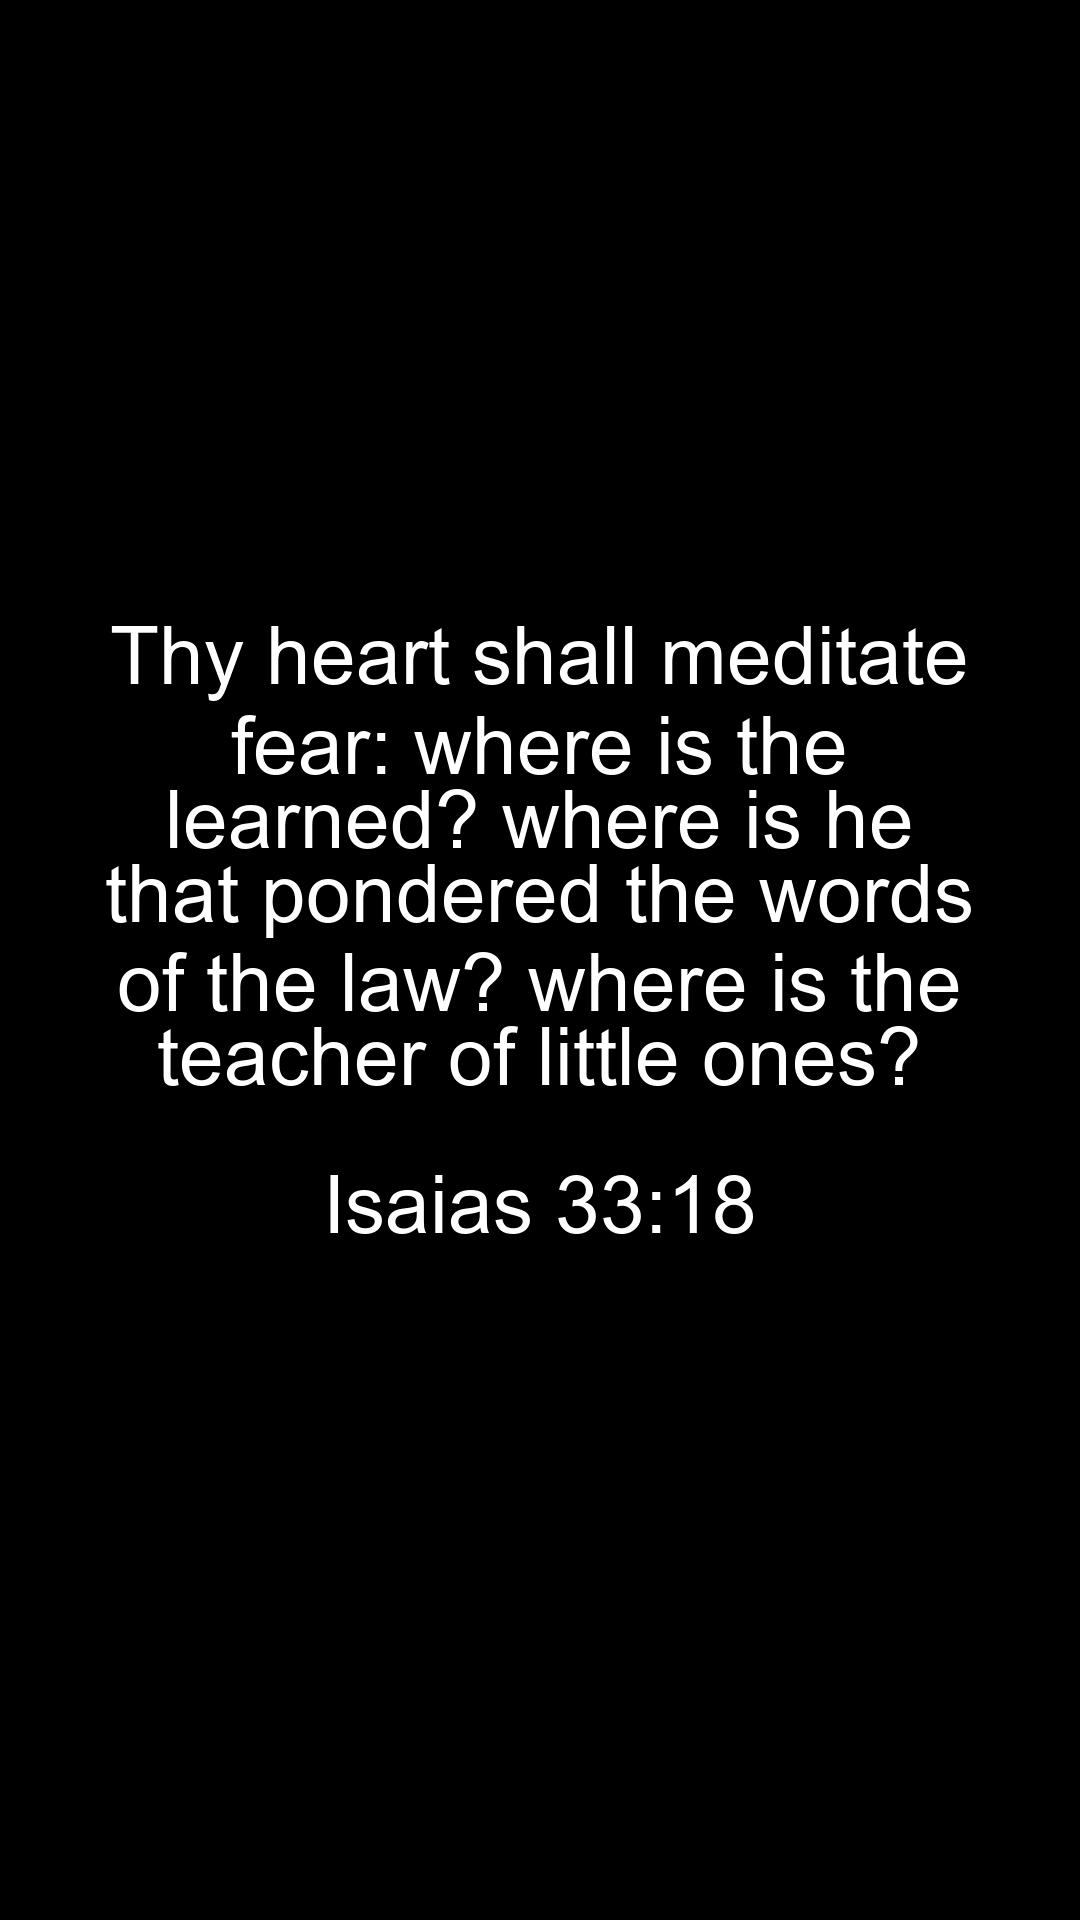 Thy heart shall meditate
fear: where is the
learned? where is he
that pondered the words
of the law? where is the
teacher of little ones?
Isaias 33:18